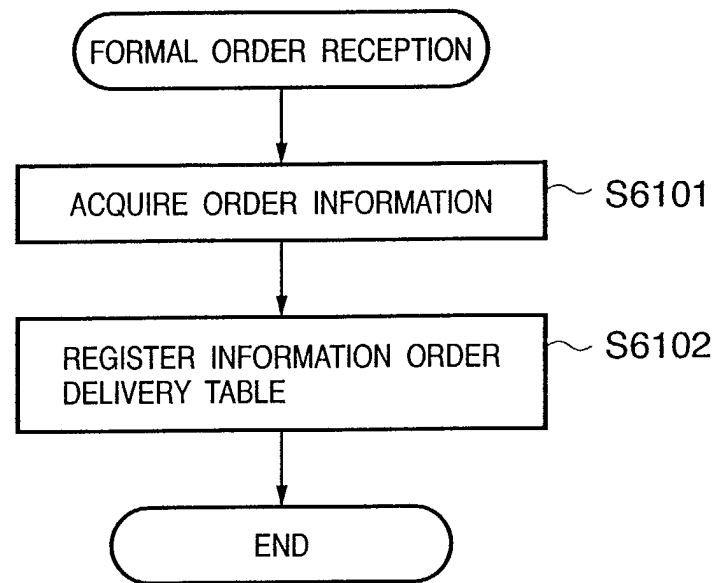 FORMAL ORDER RECEPTION
ACQUIRE ORDER INFORMATION
S6101
REGISTER INFORMATION ORDER
DELIVERY TABLE
S6102
END